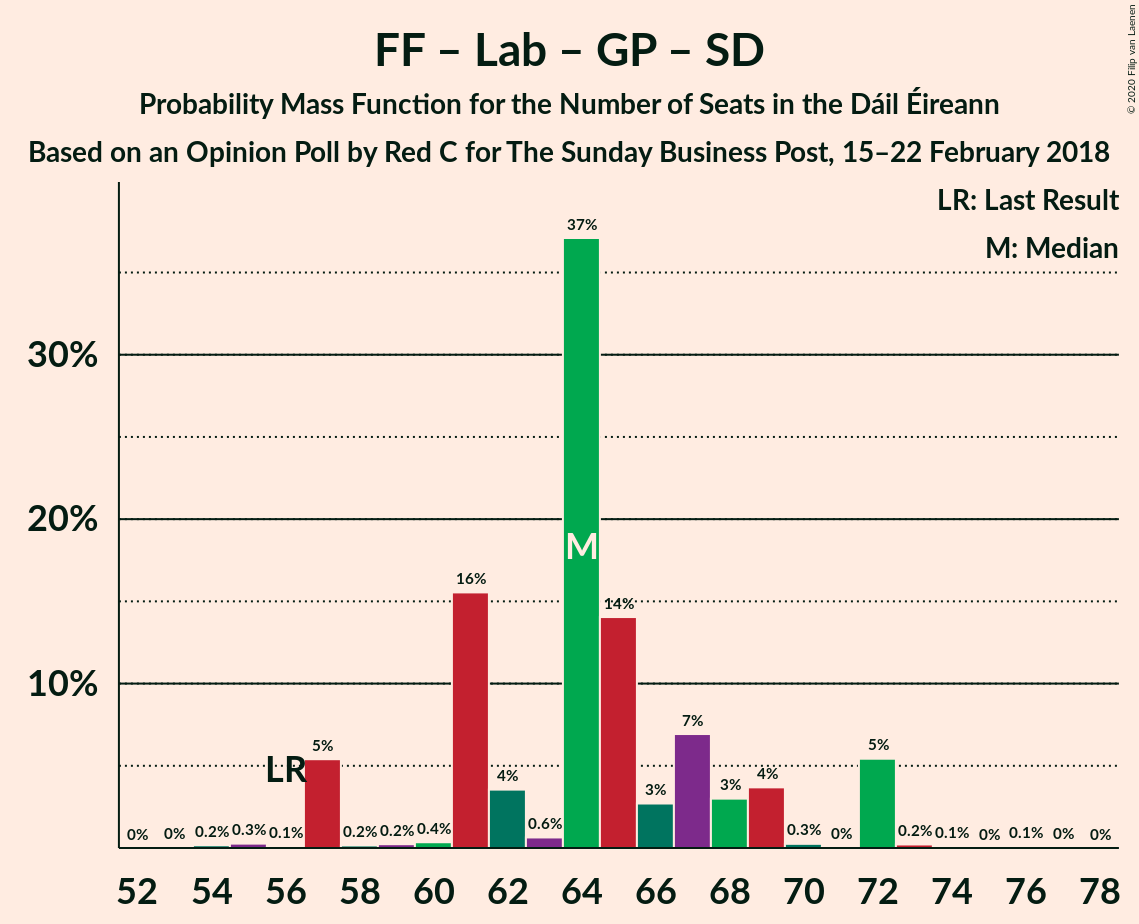 FF – Lab – GP – SD
Probability Mass Function for the Number of Seats in the Dáil Éireann
Based on an Opinion Poll by Red C for The Sunday Business Post, 15–22 February 2018
© 2020 Filip van Laenen
LR: Last Result
M: Median
30%
20%
10%
0% 0% 0.2% 0.3% 0.1% 5% 0.2% 0.2% 0.4% 16% 4% 0.6% 37% 14% 3% 7% 3% 4% 0.3% 0% 5% 0.2% 0.1% 0% 0.1% 0% 0%
LR
M
52 54 56 58 60 62 64 66 68 70 72 74 76 78